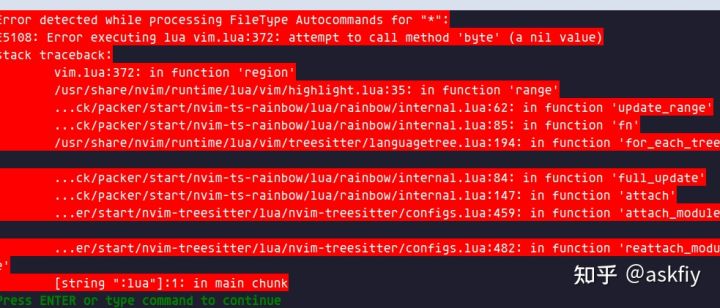 Error detected while processing FileType Autocommands for "*":
E5108: Error executing lua vim.lua:372: attempt to call method 'byte' (a nil value)
stack traceback:
vim.lua:372: in function 'region'
/usr/share/nvim/runtime/lua/vim/highlight.lua:35: in function 'range'
...ck/packer/start/nvim-ts-rainbow/lua/rainbow/internal.lua:62: in function 'update_range'
...ck/packer/start/nvim-ts-rainbow/lua/rainbow/internal.lua:85: in function 'fn'
/usr/share/nvim/runtime/lua/vim/treesitter/languagetree.lua:194: in function 'for_each_tree
...ck/packer/start/nvim-ts-rainbow/lua/rainbow/internal.lua:84: in function 'full_update'
...ck/packer/start/nvim-ts-rainbow/lua/rainbow/internal.lua:147: in function 'attach'
...er/start/nvim-treesitter/lua/nvim-treesitter/configs.lua:459: in function 'attach_module
...er/start/nvim-treesitter/lua/nvim-treesitter/configs.lua:482: in function 'reattach_modu
e'
[string ":lua"]:1: in main chunk
Press ENTER or type command to continue
知乎 @askfiy